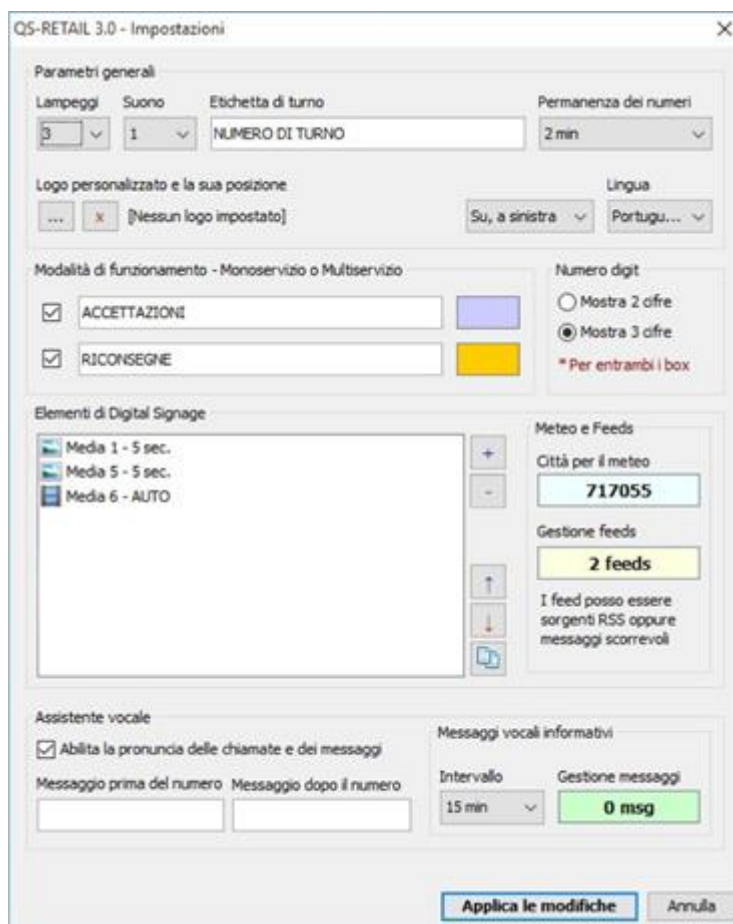 QS-RETAIL 3.0 - Impostazioni
Parametri generali
Lampeggi Suono Etichetta di turno Permanenza dei numeri
3 1 NUMERO DI TURNO 2 min
Logo personalizzato e la sua posizione Lingua
... x [Nessun logo impostato] Su, a sinistra Portugu...
Modalità di funzionamento - Monoservizio o Multiservizio
ACCETTAZIONI
RICONSEGNE
Numero digit
Mostra 2 cifre
Mostra 3 cifre
* Per entrambi i box
Elementi di Digital Signage
Media 1 - 5 sec.
Media 5 - 5 sec.
Media 6 - AUTO
+
-
↑
↓
Meteo e Feeds
Città per il meteo
717055
Gestione feeds
2 feeds
I feed posso essere
sorgenti RSS oppure
messaggi scorrevoli
Assistente vocale
Abilita la pronuncia delle chiamate e dei messaggi
Messaggio prima del numero Messaggio dopo il numero
Messaggi vocali informativi
Intervallo Gestione messaggi
15 min 0 msg
Applica le modifiche Annulla